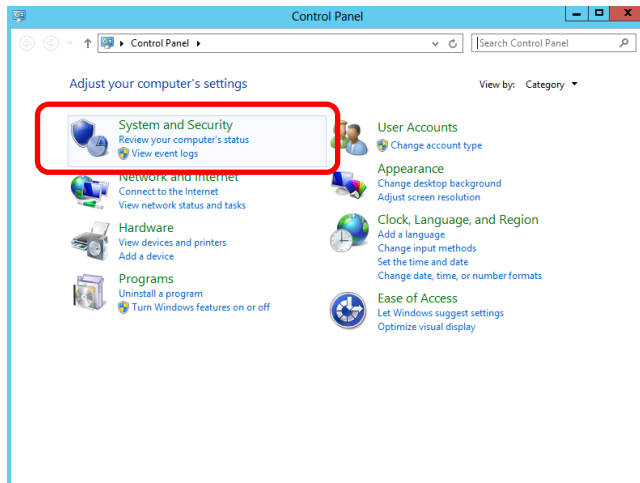 Control Panel
Control Panel
Search Control Panel
Adjust your computer's settings
View by: Category
System and Security
Review your computer's status
View event logs
Network and Internet
Connect to the Internet
View network status and tasks
Hardware
View devices and printers
Add a device
Programs
Uninstall a program
Turn Windows features on or off
User Accounts
Change account type
Appearance
Change desktop background
Adjust screen resolution
Clock, Language, and Region
Add a language
Change input methods
Set the time and date
Change date, time, or number formats
Ease of Access
Let Windows suggest settings
Optimize visual display